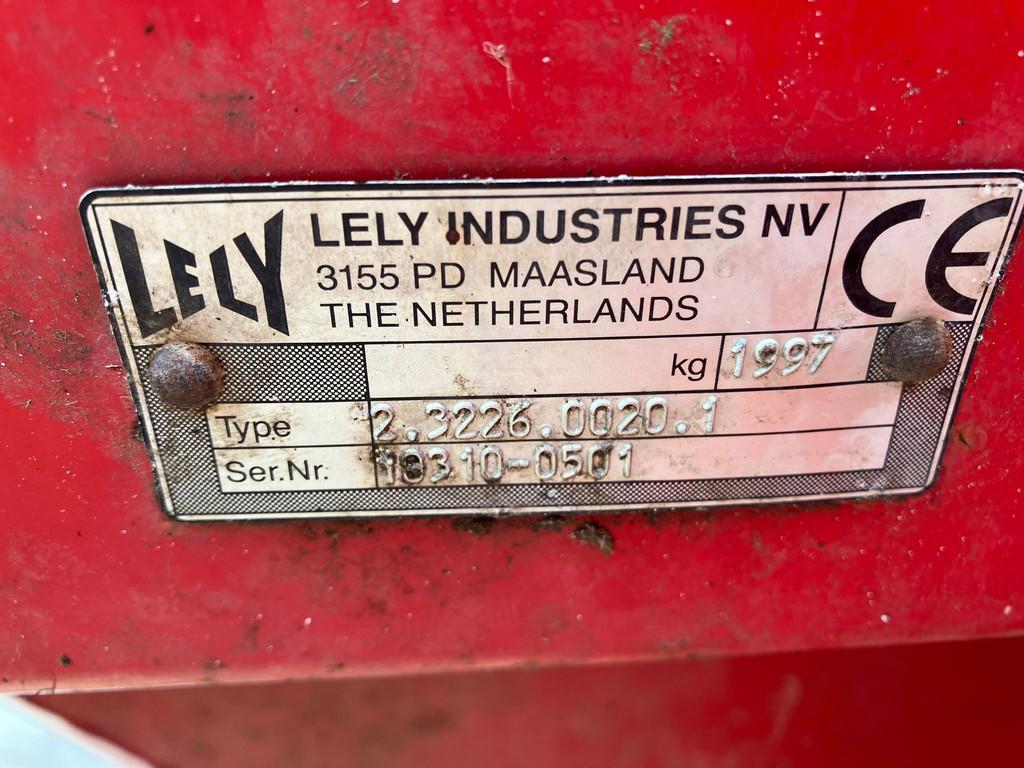 LELY
LELY INDUSTRIES NV
3155 PD MAASLAND
THE NETHERLANDS
CE
kg 1997
Type 2.3226.0020.1
Ser.Nr. 10310-0501